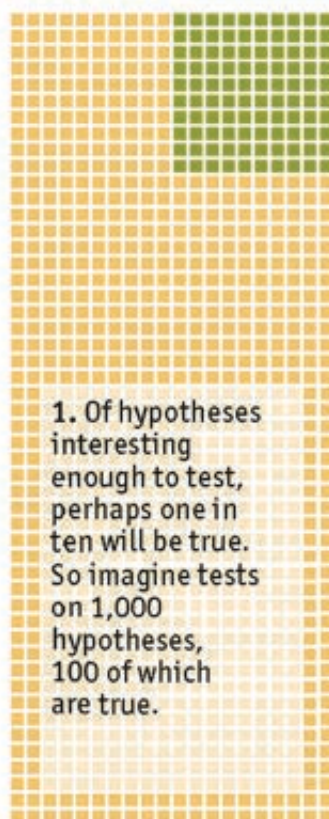 1. Of hypotheses
interesting
enough to test,
perhaps one in
ten will be true.
So imagine tests
on 1,000
hypotheses,
100 of which
are true.